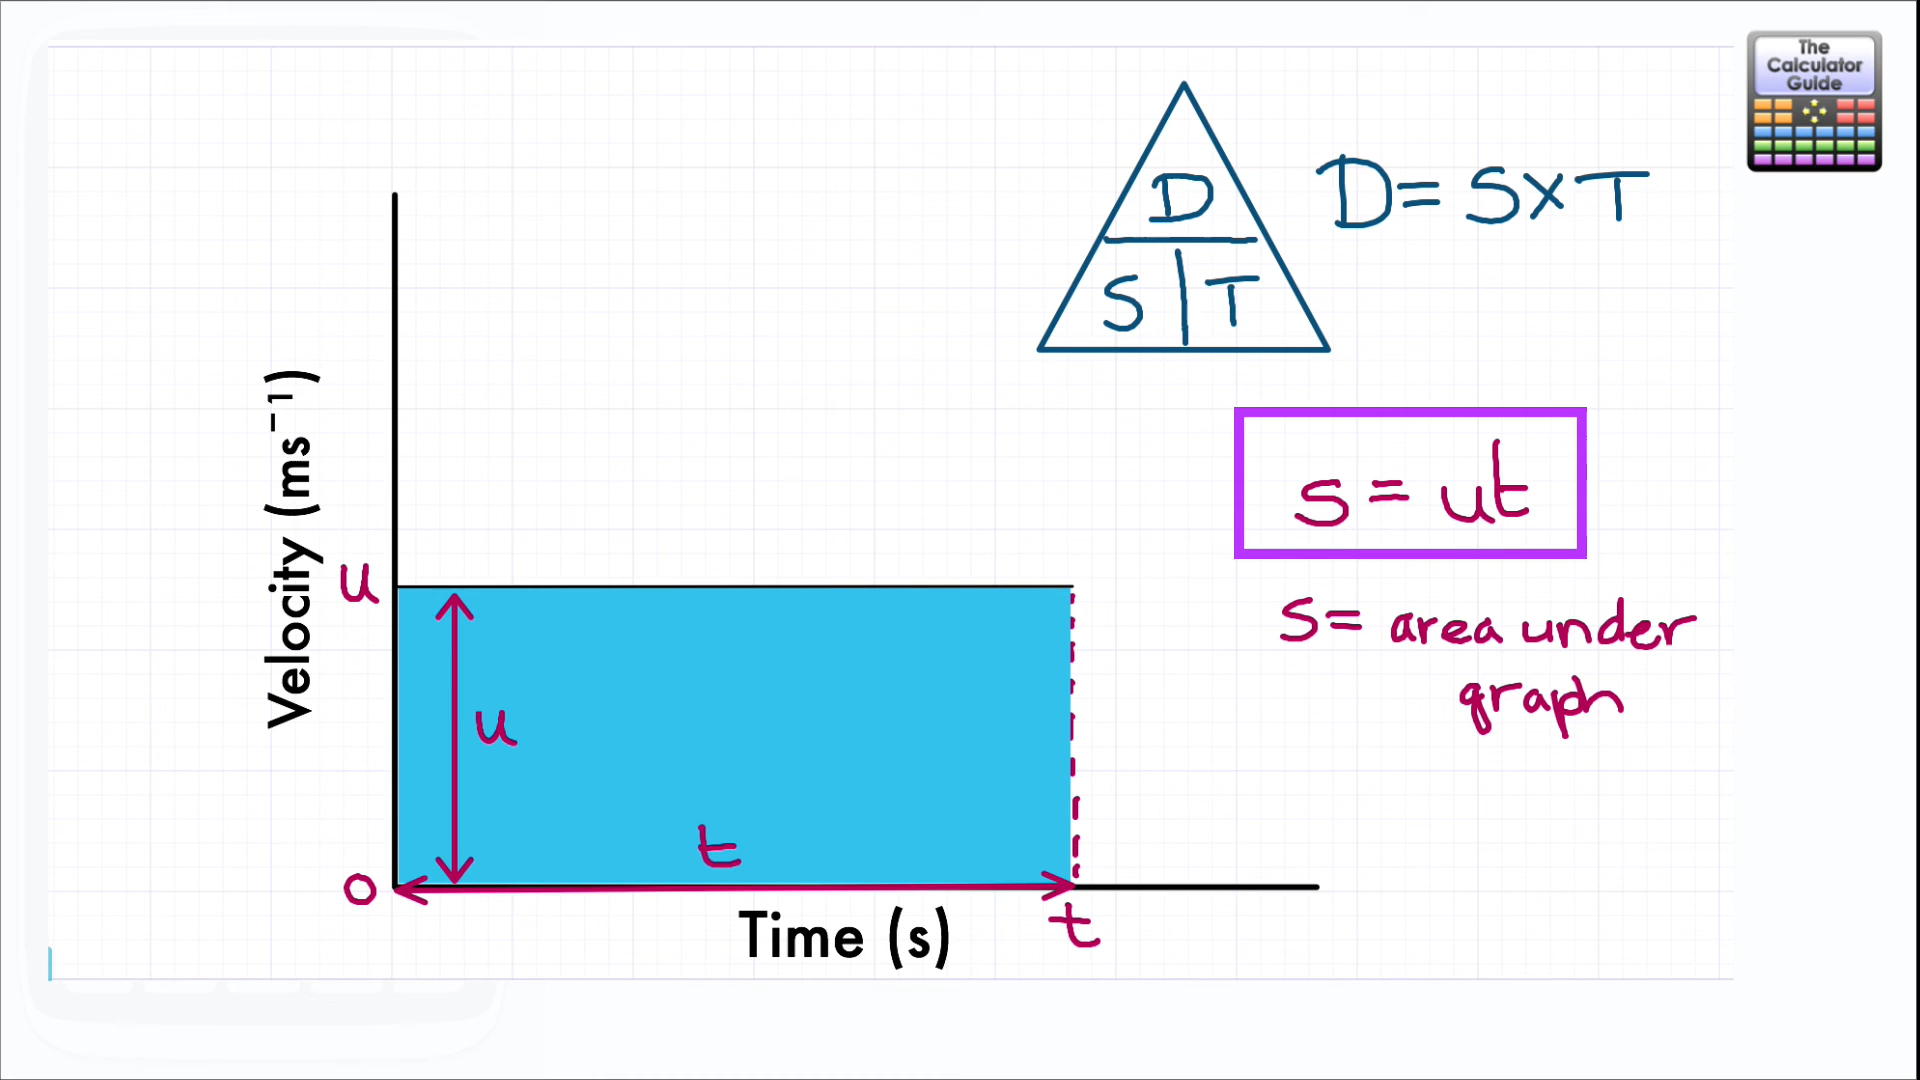 The
Calculator
Guide
D
S T
D = S × T
s = ut
s = area under
graph
Velocity (ms⁻¹)
u
u
t
0
Time (s)
t